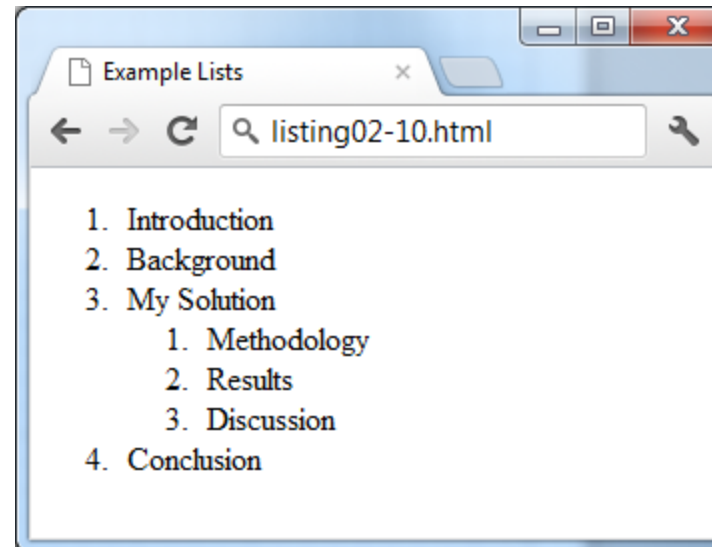 Example Lists
listing02-10.html
1. Introduction
2. Background
3. My Solution
1. Methodology
2. Results
3. Discussion
4. Conclusion